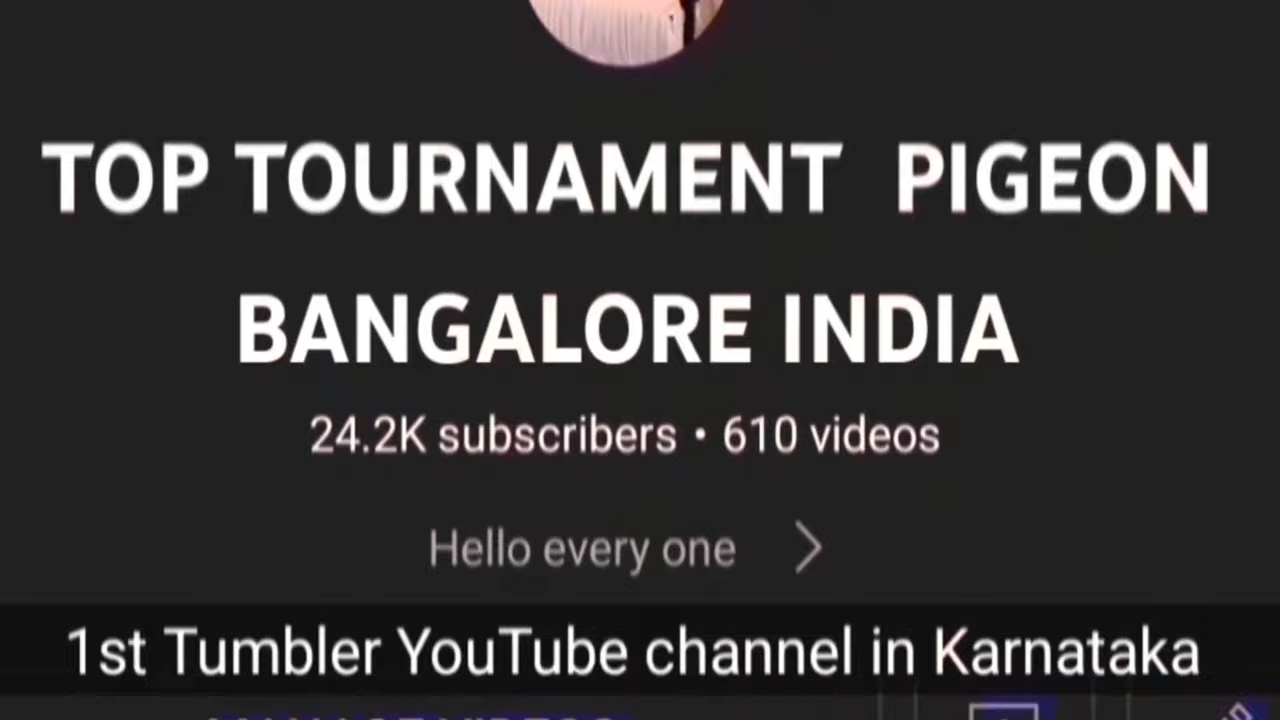 TOP TOURNAMENT PIGEON
BANGALORE INDIA
24.2K subscribers • 610 videos
Hello every one
1st Tumbler YouTube channel in Karnataka